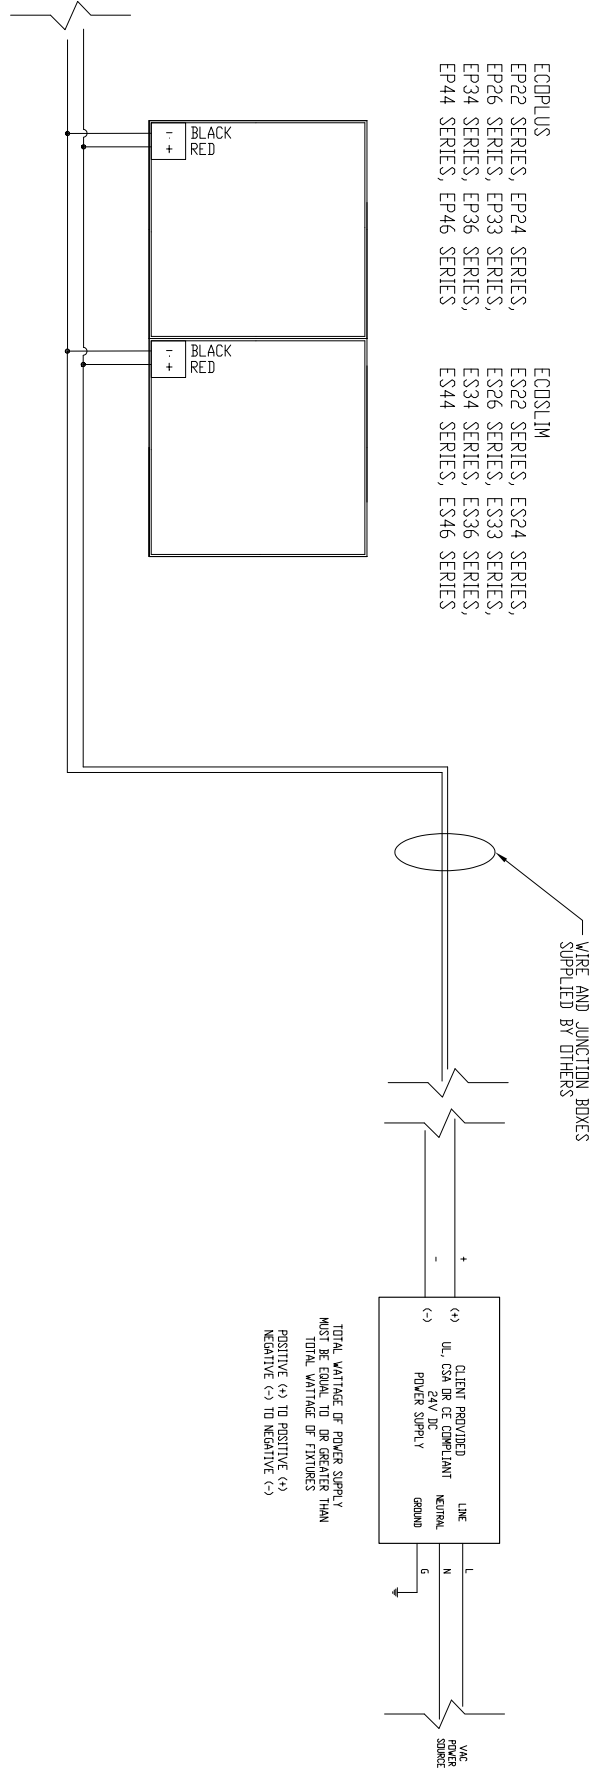 ECOPLUS
EP22 SERIES, EP24 SERIES,
EP26 SERIES, EP33 SERIES,
EP34 SERIES, EP36 SERIES,
EP44 SERIES, EP46 SERIES
ECOSLIM
ES22 SERIES, ES24 SERIES,
ES26 SERIES, ES33 SERIES,
ES34 SERIES, ES36 SERIES,
ES44 SERIES, ES46 SERIES
- BLACK
+ RED
- BLACK
+ RED
WIRE AND JUNCTION BOXES
SUPPLIED BY OTHERS
+
-
(+)
(-)
CLIENT PROVIDED
UL, CSA OR CE COMPLIANT
24V DC
POWER SUPPLY
LINE
NEUTRAL
GROUND
L
N
G
VAC
POWER
SOURCE
TOTAL WATTAGE OF POWER SUPPLY
MUST BE EQUAL TO OR GREATER THAN
TOTAL WATTAGE OF FIXTURES
POSITIVE (+) TO POSITIVE (+)
NEGATIVE (-) TO NEGATIVE (-)